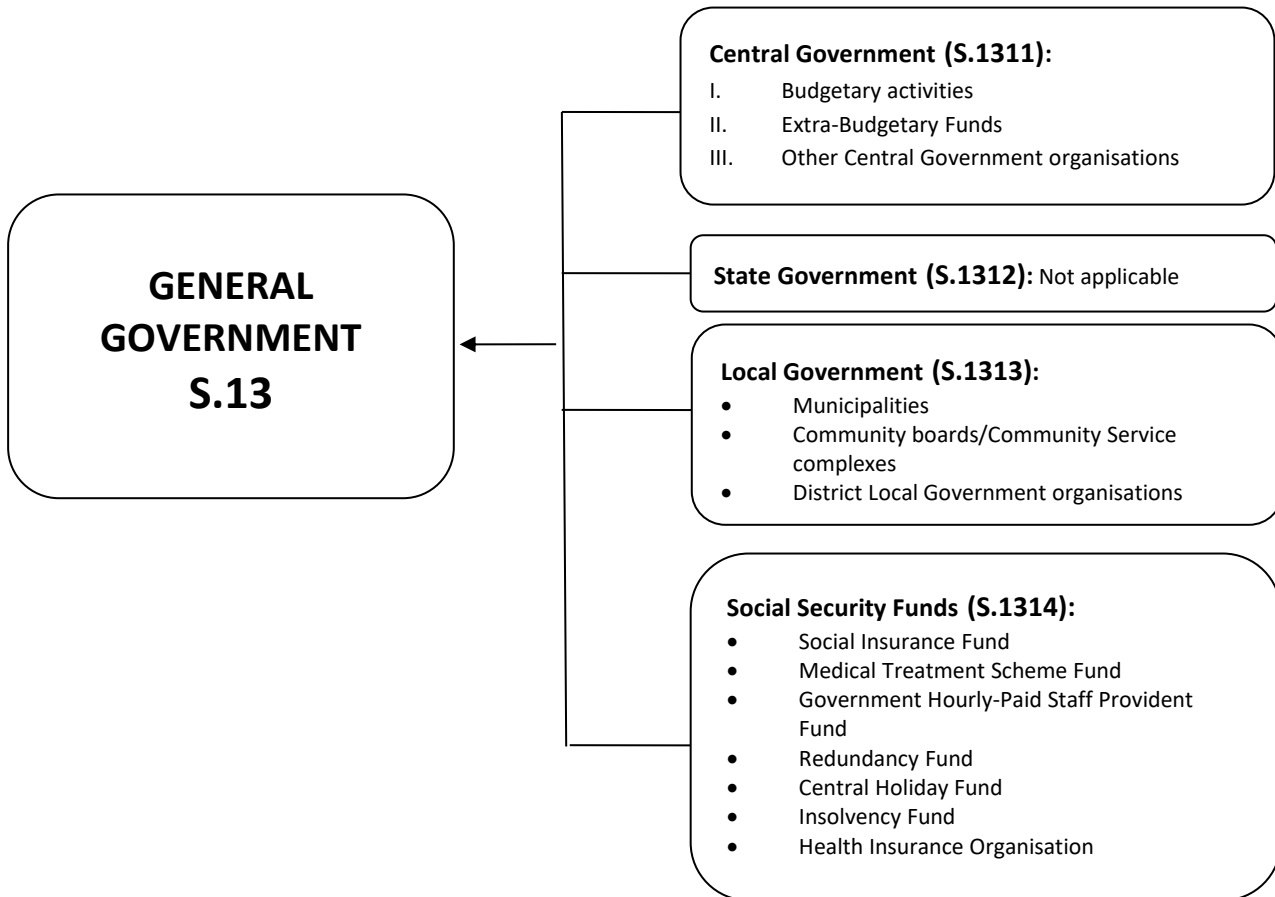 GENERAL
GOVERNMENT
S.13
Central Government (S.1311):
I. Budgetary activities
II. Extra-Budgetary Funds
III. Other Central Government organisations
State Government (S.1312): Not applicable
Local Government (S.1313):
• Municipalities
• Community boards/Community Service
complexes
• District Local Government organisations
Social Security Funds (S.1314):
• Social Insurance Fund
• Medical Treatment Scheme Fund
• Government Hourly-Paid Staff Provident
Fund
• Redundancy Fund
• Central Holiday Fund
• Insolvency Fund
• Health Insurance Organisation